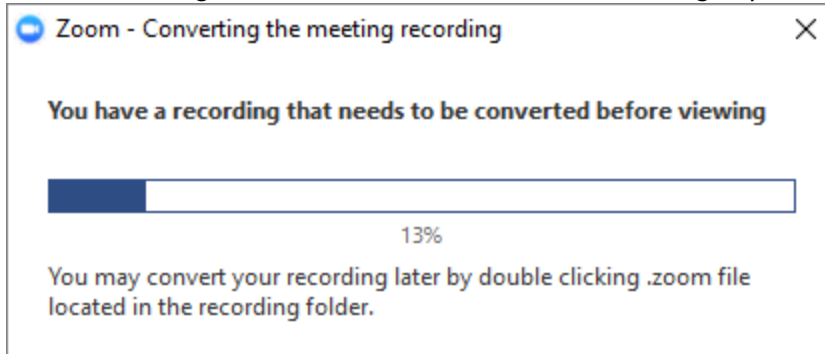 Zoom - Converting the meeting recording
You have a recording that needs to be converted before viewing
13%
You may convert your recording later by double clicking .zoom file
located in the recording folder.